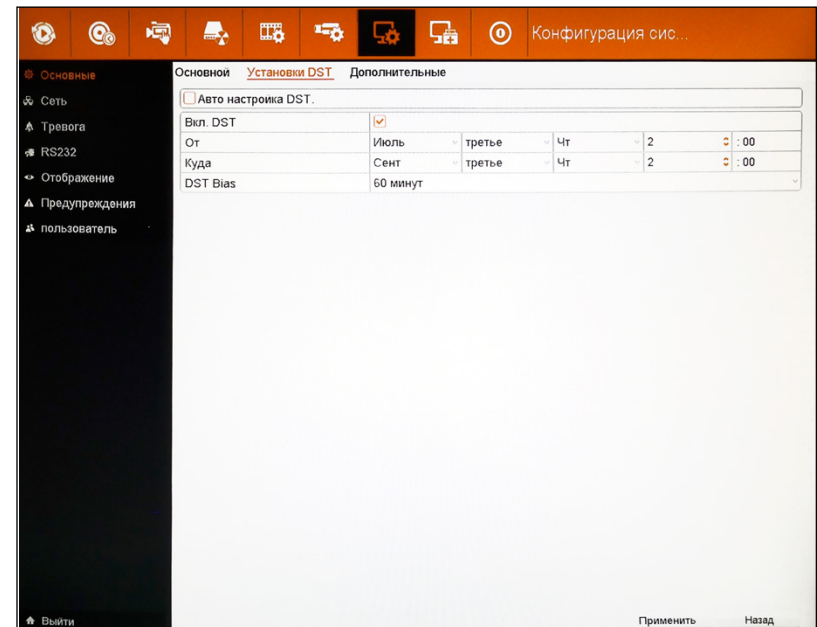 Конфигурация сис...
Основные
Сеть
Тревога
RS232
Отображение
Предупреждения
пользователь
Выйти
Основной Установки DST Дополнительные
Авто настройка DST.
Вкл. DST
От Июль третье Чт 2 : 00
Куда Сент третье Чт 2 : 00
DST Bias 60 минут
Применить Назад